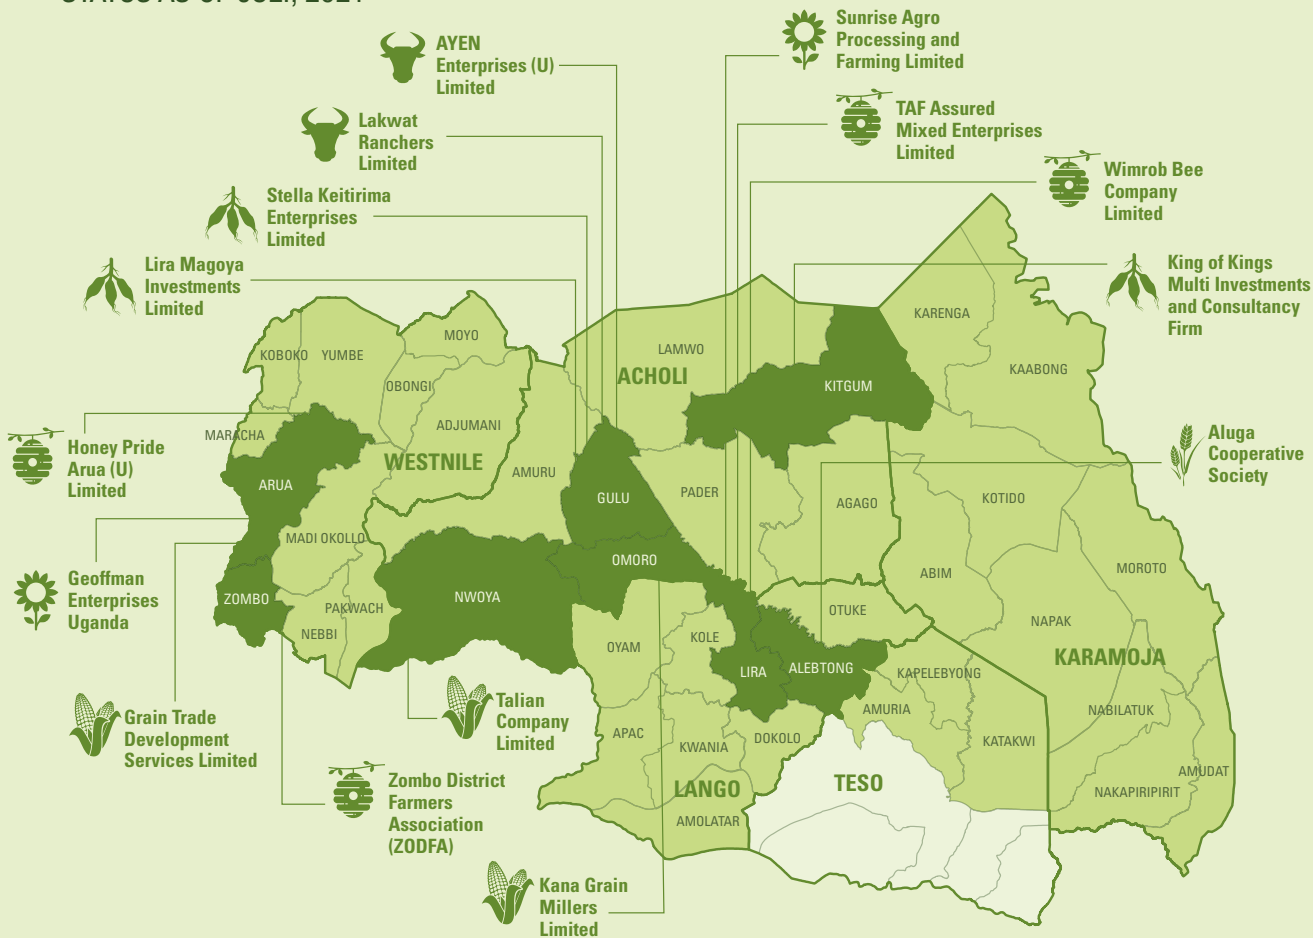 STATUS AS OF JULY, 2021
AYEN
Enterprises (U)
Limited
Sunrise Agro
Processing and
Farming Limited
Lakwat
Ranchers
Limited
TAF Assured
Mixed Enterprises
Limited
Stella Keitirima
Enterprises
Limited
Wimrob Bee
Company
Limited
Lira Magoya
Investments
Limited
King of Kings
Multi Investments
and Consultancy
Firm
KOBOKO
YUMBE
MOYO
OBONGI
ADJUMANI
MARACHA
WESTNILE
ARUA
MADI OKOLLO
ZOMBO
NEBBI
PAKWACH
LAMWO
ACHOLI
KITGUM
AMURU
GULU
PADER
AGAGO
OMORO
NWOYA
KARENGA
KAABONG
KOTIDO
ABIM
MOROTO
NAPAK
KARAMOJA
NABILATUK
AMUDAT
NAKAPIRIPIRIT
OTUKE
OYAM
KOLE
LIRA
ALEBTONG
APAC
KWANIA
DOKOLO
LANGO
AMOLATAR
KAPELEBYONG
AMURIA
KATAKWI
TESO
Honey Pride
Arua (U)
Limited
Aluga
Cooperative
Society
Geoffman
Enterprises
Uganda
Grain Trade
Development
Services Limited
Talian
Company
Limited
Zombo District
Farmers
Association
(ZODFA)
Kana Grain
Millers
Limited